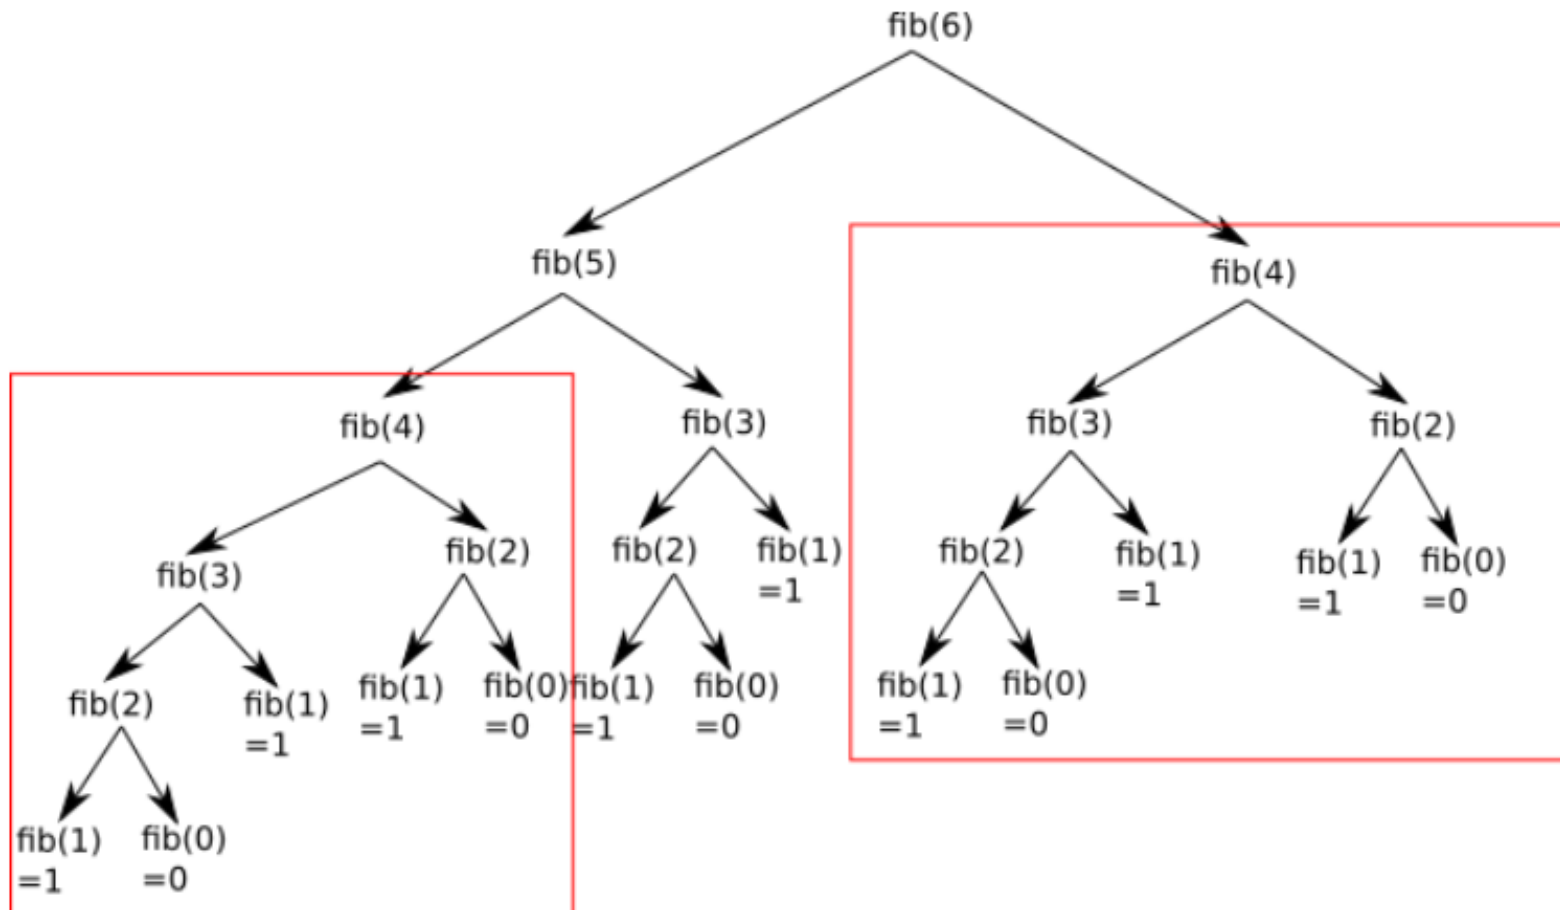 fib(6)
fib(5)
fib(4)
fib(4)
fib(3)
fib(3)
fib(2)
fib(3)
fib(2)
fib(2)
fib(1)
=1
fib(2)
fib(1)
=1
fib(1)
=1
fib(0)
=0
fib(2)
fib(1)
=1
fib(1)
=1
fib(0)
=0
fib(1)
=1
fib(0)
=0
fib(1)
=1
fib(0)
=0
fib(1)
=1
fib(0)
=0